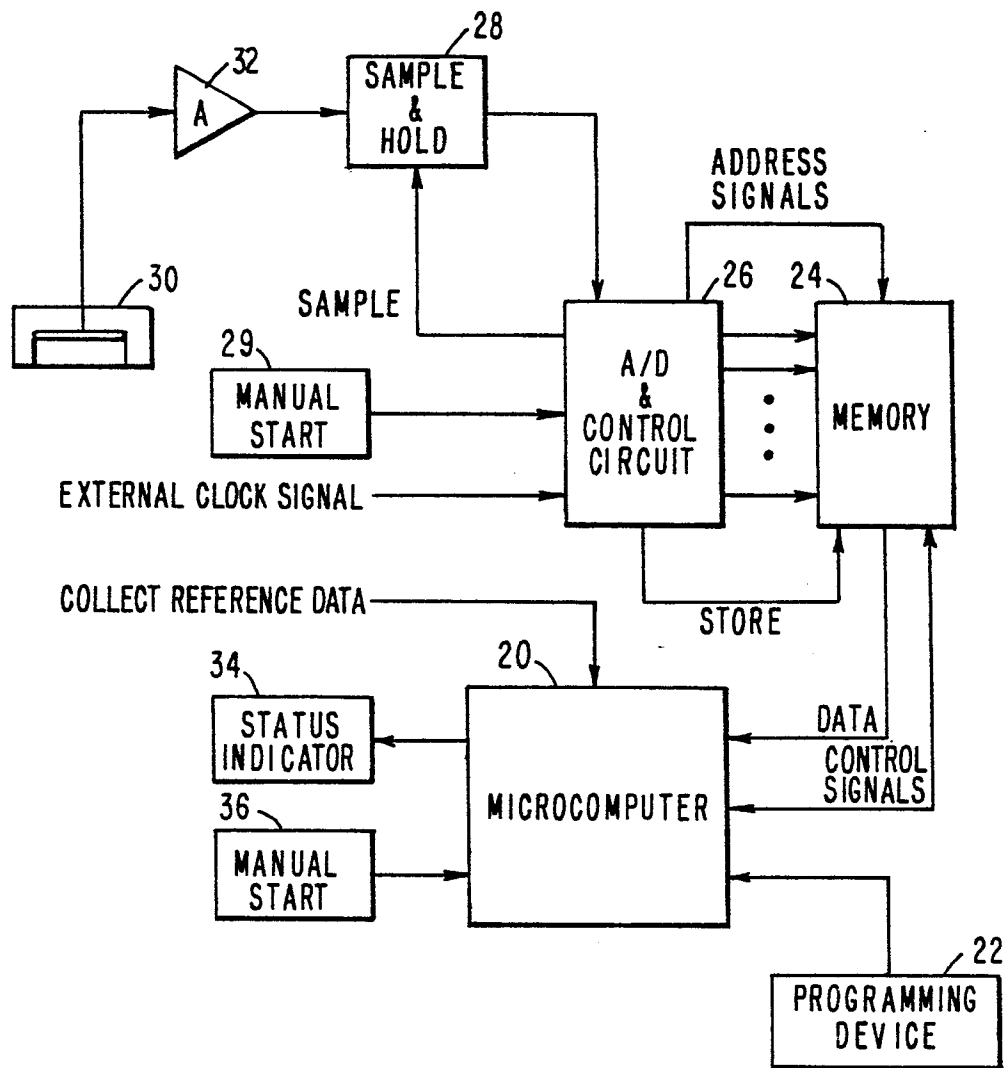 28
32
SAMPLE
&
HOLD
A
ADDRESS
SIGNALS
30
SAMPLE
26
24
29
MANUAL
START
A/D
&
CONTROL
CIRCUIT
MEMORY
EXTERNAL CLOCK SIGNAL
COLLECT REFERENCE DATA
STORE
20
34
STATUS
INDICATOR
DATA
CONTROL
SIGNALS
MICROCOMPUTER
36
MANUAL
START
22
PROGRAMMING
DEVICE